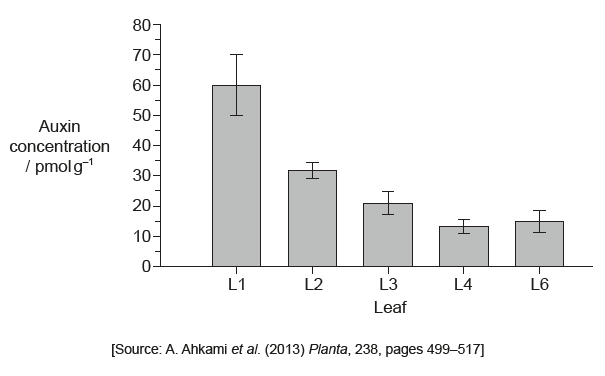 80
70
60
50
40
30
20
10
0
Auxin
concentration
/ pmol g⁻¹
L1 L2 L3 L4 L6
Leaf
[Source: A. Ahkami et al. (2013) Planta, 238, pages 499–517]